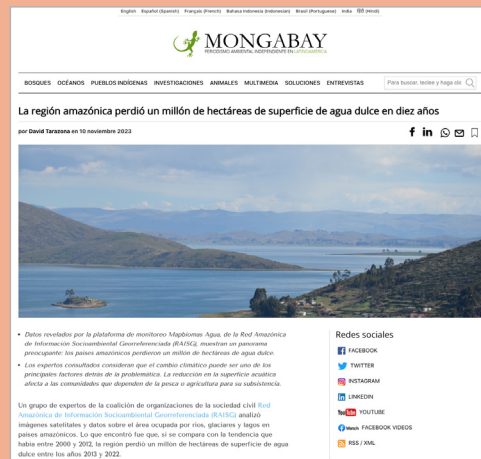 English Español (Spanish) Français (French) Bahasa Indonesia (Indonesian) Brasil (Portuguese) India हिंदी (Hindi)
MONGABAY
PERIODISMO AMBIENTAL INDEPENDIENTE EN LATINOAMÉRICA
BOSQUES OCÉANOS PUEBLOS INDÍGENAS INVESTIGACIONES ANIMALES MULTIMEDIA SOLUCIONES ENTREVISTAS
Para buscar, teclee y haga clic
La región amazónica perdió un millón de hectáreas de superficie de agua dulce en diez años
por David Tarazona en 10 noviembre 2023
• Datos revelados por la plataforma de monitoreo Mapbiomas Agua, de la Red Amazónica
de Información Socioambiental Georreferenciada (RAISG), muestran un panorama
preocupante: los países amazónicos perdieron un millón de hectáreas de agua dulce.
• Los expertos consultados consideran que el cambio climático puede ser uno de los
principales factores detrás de la problemática. La reducción en la superficie acuática
afecta a las comunidades que dependen de la pesca o agricultura para su subsistencia.
Un grupo de expertos de la coalición de organizaciones de la sociedad civil Red
Amazónica de Información Socioambiental Georreferenciada (RAISG) analizó
imágenes satelitales y datos sobre el área ocupada por ríos, glaciares y lagos en
países amazónicos. Lo que encontró fue que, si se compara con la tendencia que
había entre 2000 y 2012, la región perdió un millón de hectáreas de superficie de agua
dulce entre los años 2013 y 2022.
Redes sociales
FACEBOOK
TWITTER
INSTAGRAM
LINKEDIN
YouTube YOUTUBE
Watch FACEBOOK VIDEOS
RSS / XML